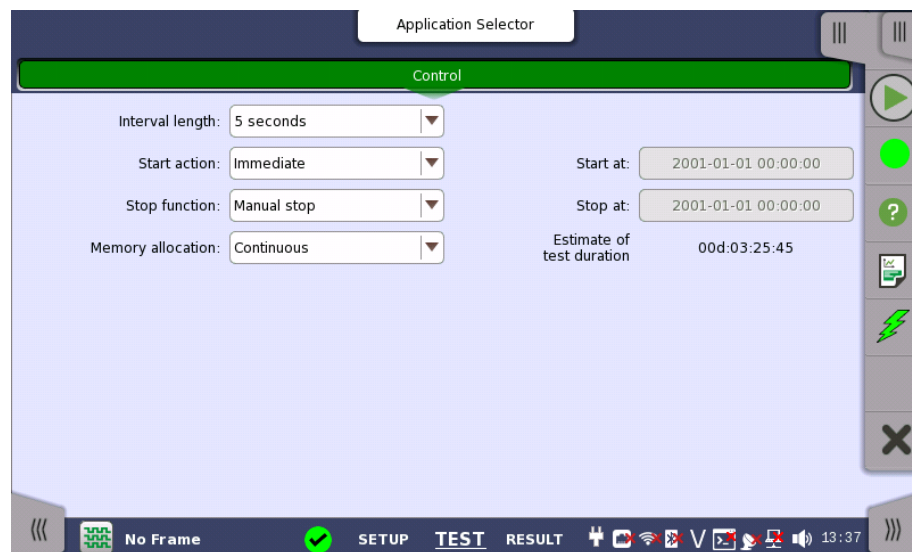 Application Selector
Control
Interval length: 5 seconds
Start action: Immediate Start at: 2001-01-01 00:00:00
Stop function: Manual stop Stop at: 2001-01-01 00:00:00
Memory allocation: Continuous Estimate of test duration 00d:03:25:45
No Frame SETUP TEST RESULT 13:37